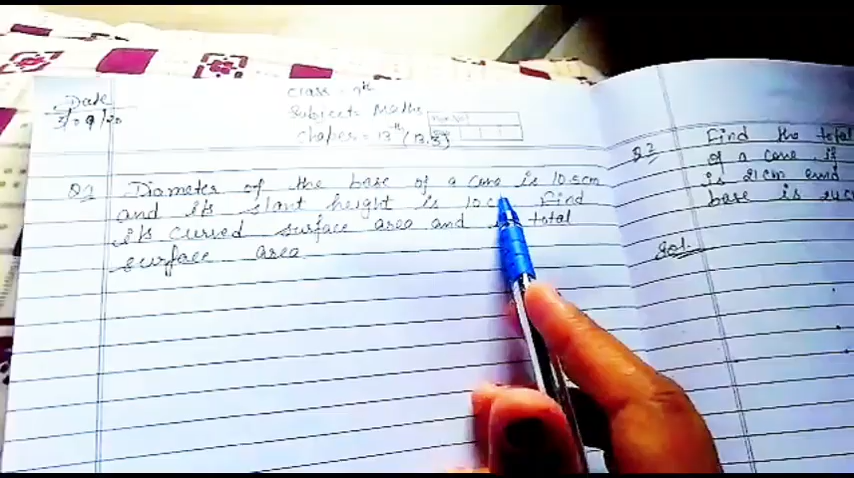 Date
3/09/20
Class - 9th
Subject: Maths
Chapter = 13th (13.3)
Q1 Diameter of the base of a cone is 10.5cm
and its slant height is 10c Find
its curved surface area and total
surface area
Q2 Find the total
of a cone, if
is 21cm and
base is 24c
Sol.